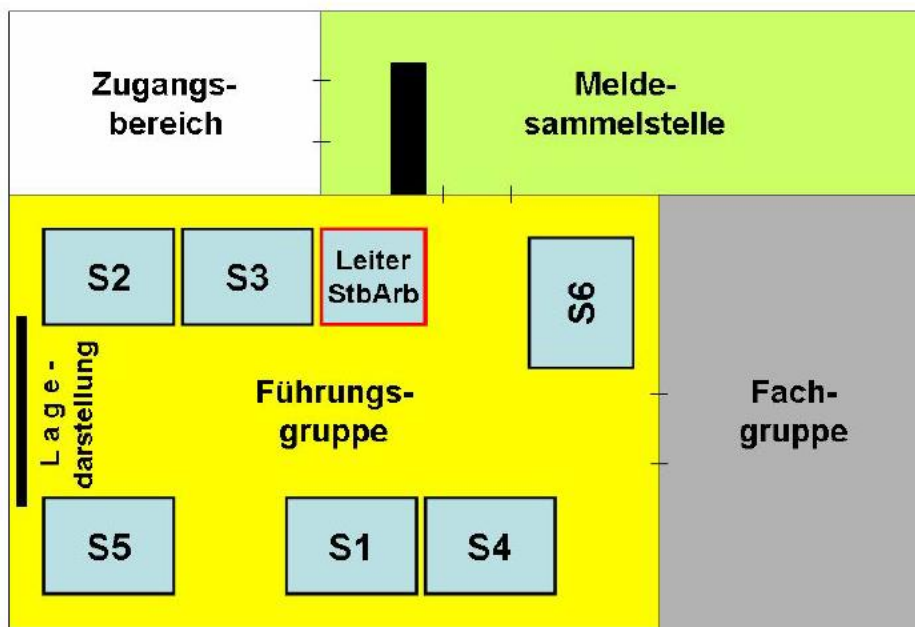 Zugangs-
bereich
Melde-
sammelstelle
S2
S3
Leiter
StbArb
S6
Lage-
darstellung
Führungs-
gruppe
Fach-
gruppe
S5
S1
S4